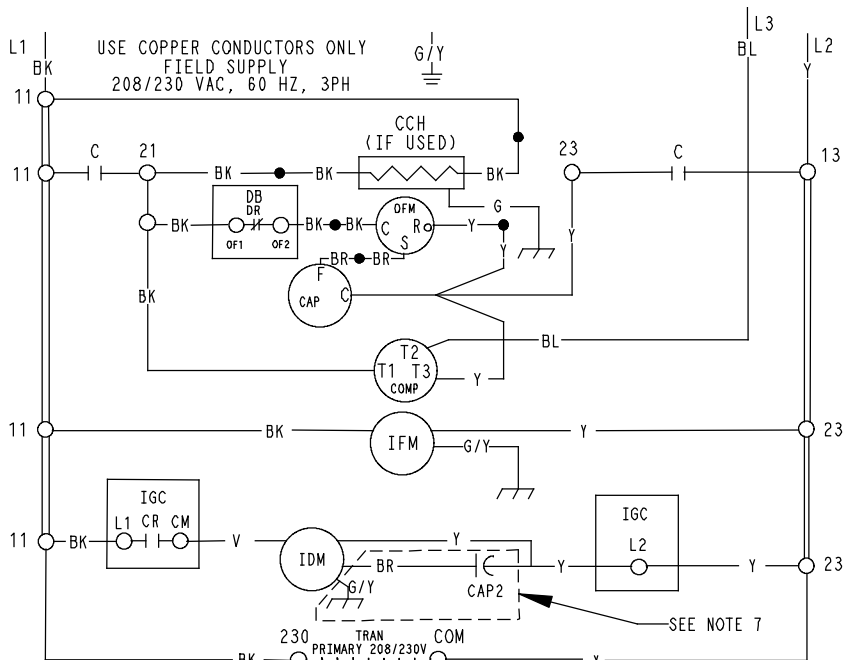 L3
L1
USE COPPER CONDUCTORS ONLY
G/Y
BL
L2
BK
FIELD SUPPLY
Y
208/230 VAC, 60 HZ, 3PH
11
CCH
(IF USED)
C
21
23
C
11
BK
BK
BK
13
DB
DR
OFM
G
BK
BK
BK
C
R
Y
OF1
OF2
S
Y
Y
BR
BR
F
BK
CAP
C
BL
T2
T1
T3
Y
COMP
11
BK
IFM
Y
23
G/Y
IGC
IGC
L1
CR
CM
11
BK
V
Y
L2
IDM
BR
Y
Y
23
G/Y
CAP2
SEE NOTE 7
230
TRAN
COM
PRIMARY 208/230V
BK